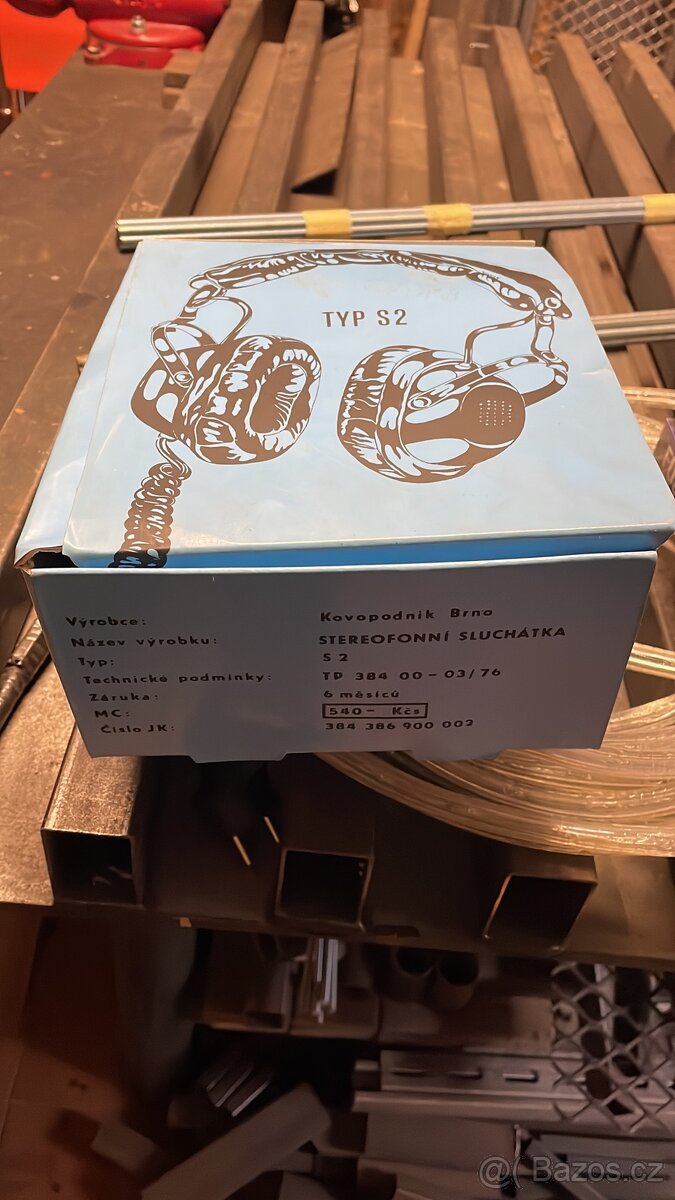 TYP S2
Výrobce: Kovopodnik Brno
Název výrobku: STEREOFONNÍ SLUCHÁTKA
Typ: S 2
Technické podmínky: TP 384 00 - 03/76
Záruka: 6 měsíců
MC: 540- Kčs
Číslo JK: 384 386 900 002
@( Bazos.cz